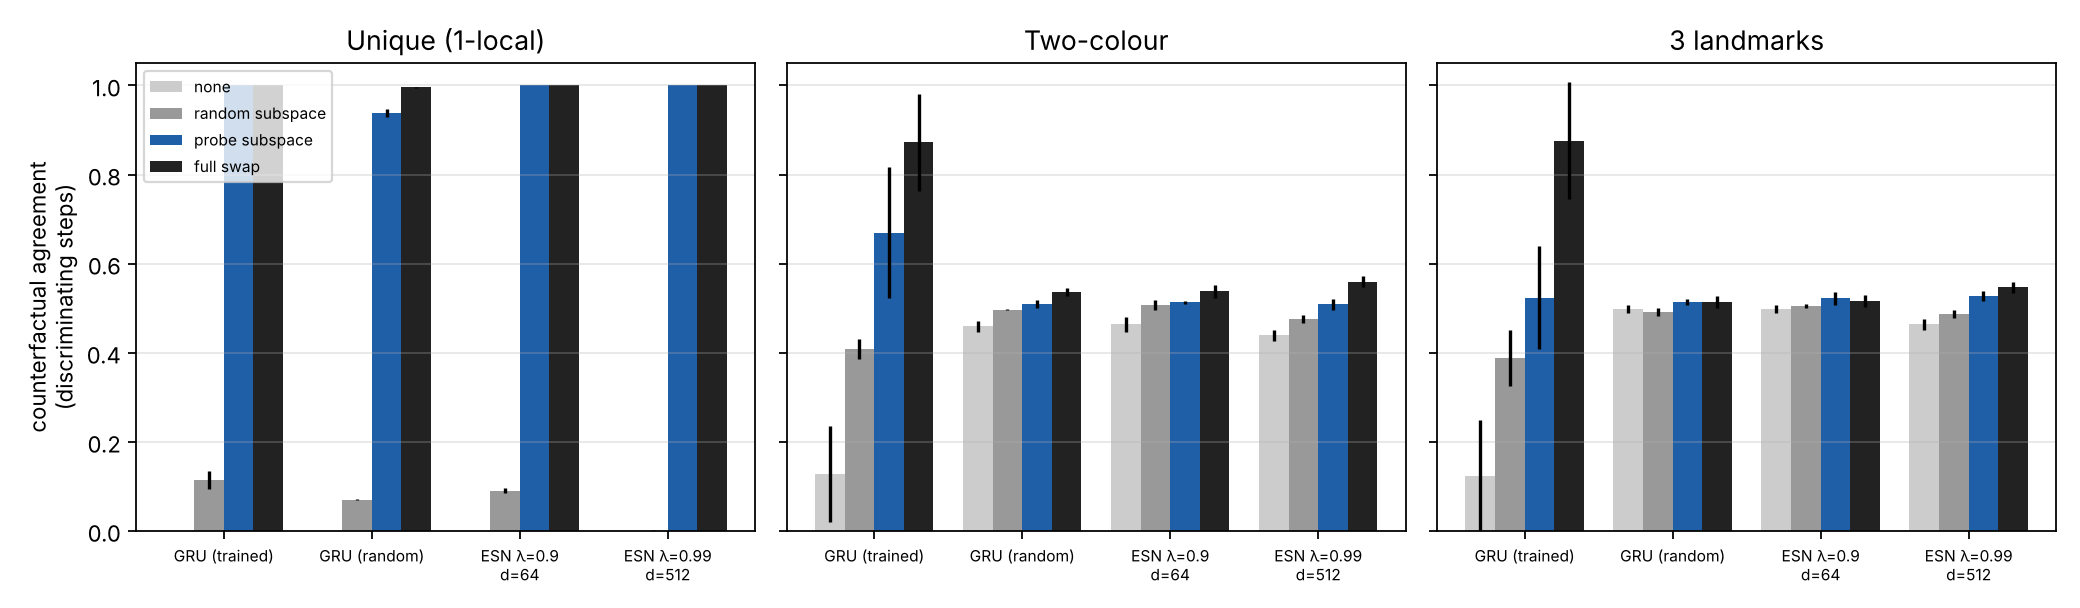 Unique (1-local)
Two-colour
3 landmarks
counterfactual agreement
(discriminating steps)
1.0
0.8
0.6
0.4
0.2
0.0
none
random subspace
probe subspace
full swap
GRU (trained)
GRU (random)
ESN λ=0.9
d=64
ESN λ=0.99
d=512
GRU (trained)
GRU (random)
ESN λ=0.9
d=64
ESN λ=0.99
d=512
GRU (trained)
GRU (random)
ESN λ=0.9
d=64
ESN λ=0.99
d=512